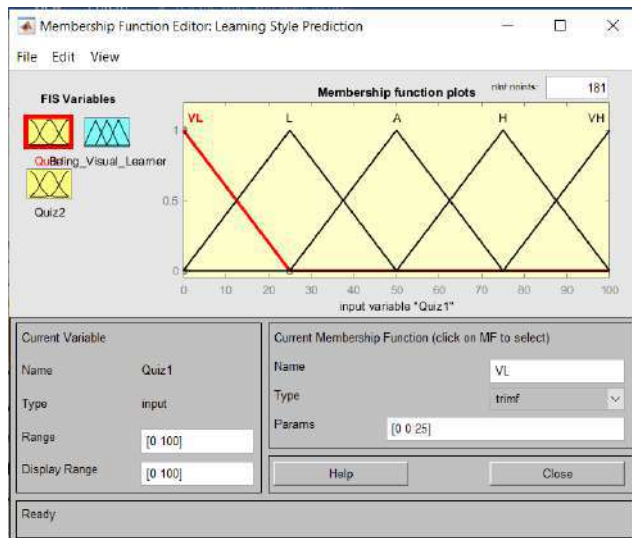 Membership Function Editor: Learning Style Prediction
File Edit View
FIS Variables
Membership function plots
plot points: 181
VL L A H VH
1
0.5
0
Being_Visual_Learner
Quiz2
0 10 20 30 40 50 60 70 80 90 100
input variable "Quiz1"
Current Variable
Name Quiz1
Type input
Range [0 100]
Display Range [0 100]
Current Membership Function (click on MF to select)
Name VL
Type trimf
Params [0 0 25]
Help Close
Ready